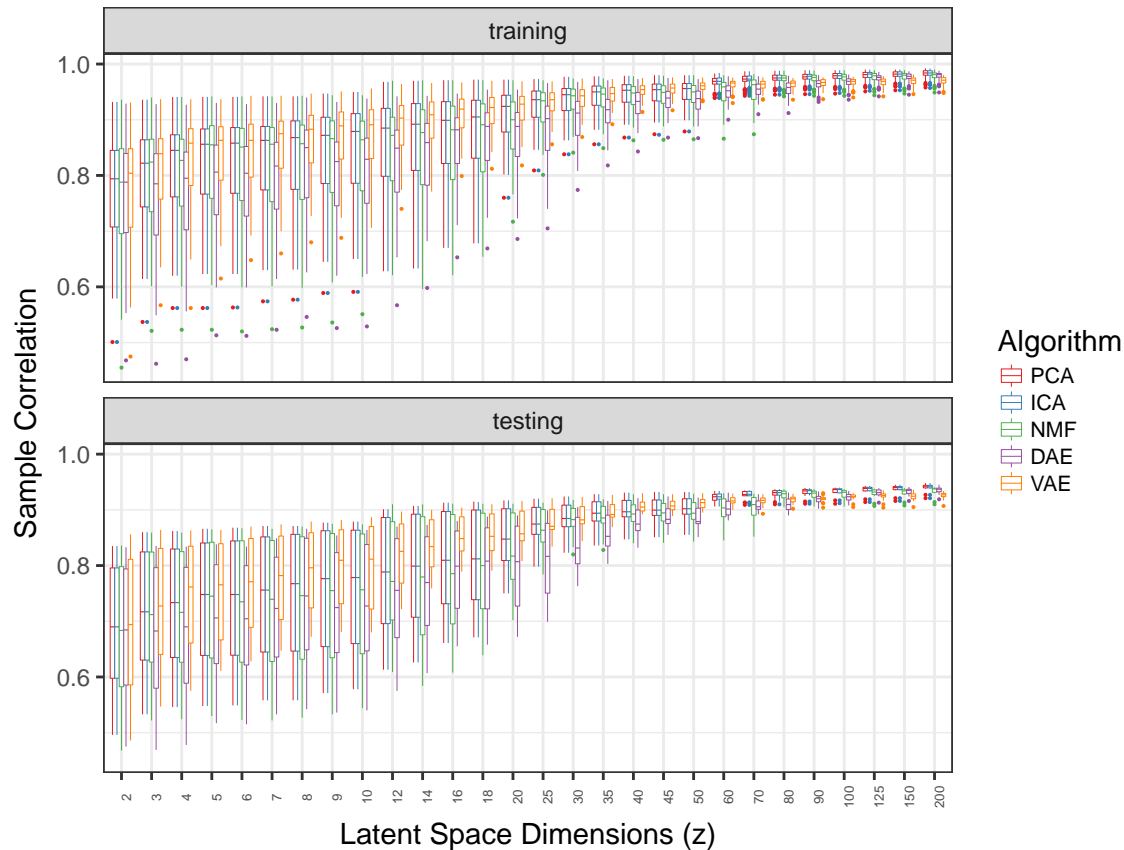 training
1.0
0.8
0.6
Sample Correlation
testing
1.0
0.8
0.6
2 3 4 5 6 7 8 9 10 12 14 16 18 20 25 30 35 40 45 50 60 70 80 90 100 125 150 200
Latent Space Dimensions (z)
Algorithm
PCA
ICA
NMF
DAE
VAE